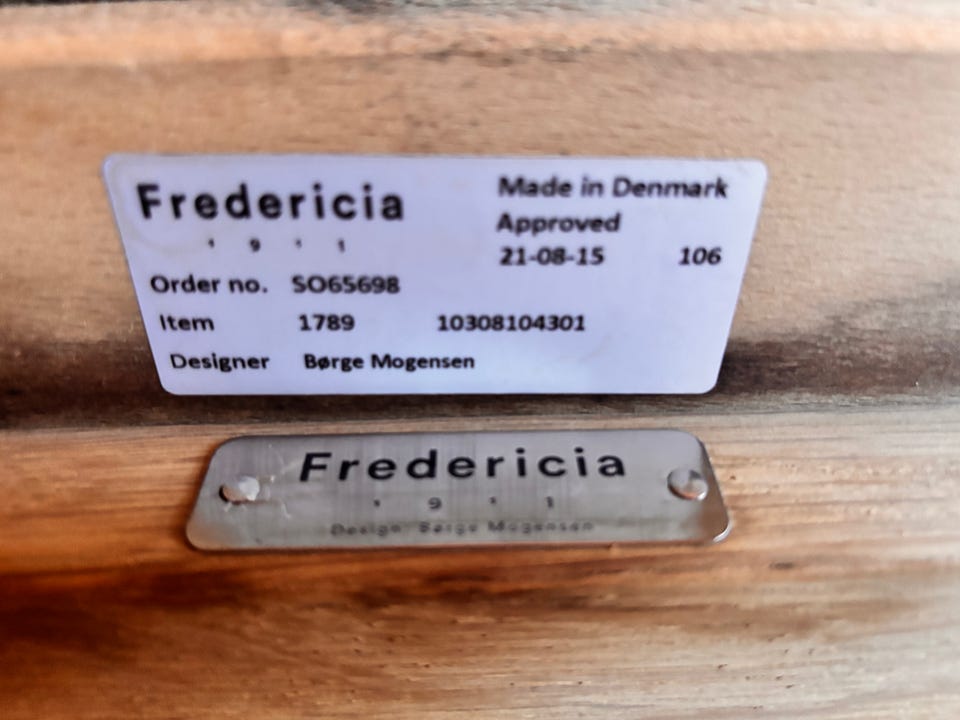 Fredericia
1 9 1 1
Made in Denmark
Approved
21-08-15 106
Order no. SO65698
Item 1789 10308104301
Designer Børge Mogensen
Fredericia
1 9 1 1
Design: Børge Mogensen